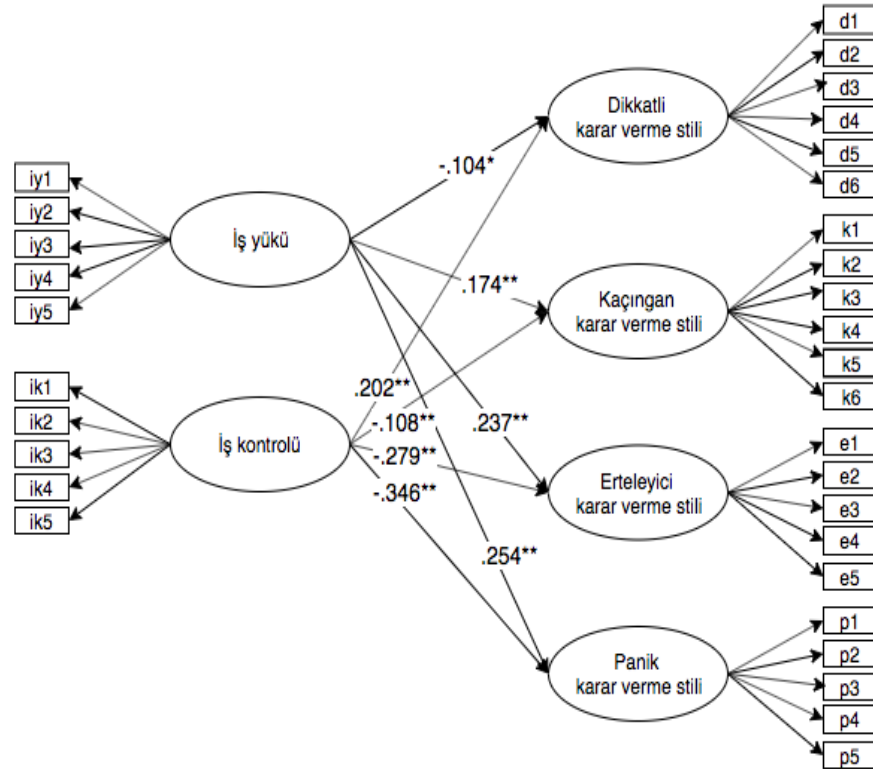 iy1
iy2
iy3
iy4
iy5
İş yükü
ik1
ik2
ik3
ik4
ik5
İş kontrolü
-.104*
.174**
.202**
-.108**
.237**
-.279**
-.346**
.254**
Dikkatli
karar verme stili
Kaçıngan
karar verme stili
Erteleyici
karar verme stili
Panik
karar verme stili
d1
d2
d3
d4
d5
d6
k1
k2
k3
k4
k5
k6
e1
e2
e3
e4
e5
p1
p2
p3
p4
p5